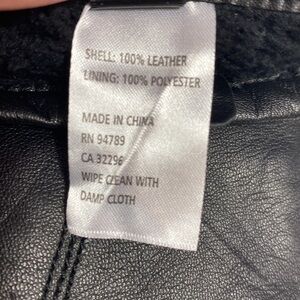 SHELL: 100% LEATHER
LINING: 100% POLYESTER
MADE IN CHINA
RN 94789
CA 32296
WIPE CLEAN WITH
DAMP CLOTH